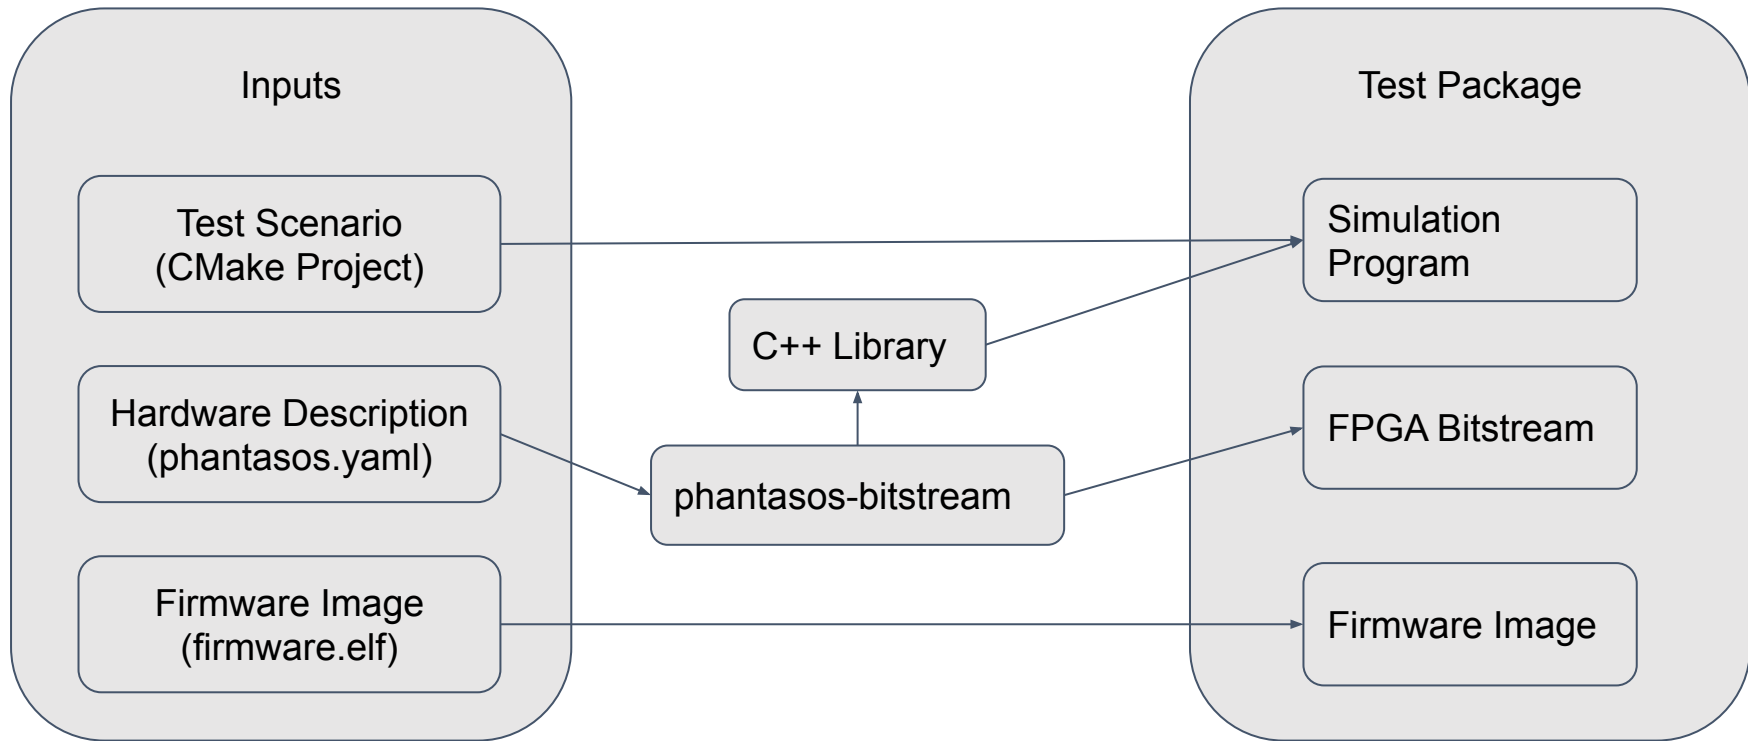 Inputs
Test Scenario
(CMake Project)
Hardware Description
(phantasos.yaml)
Firmware Image
(firmware.elf)
C++ Library
phantasos-bitstream
Test Package
Simulation
Program
FPGA Bitstream
Firmware Image